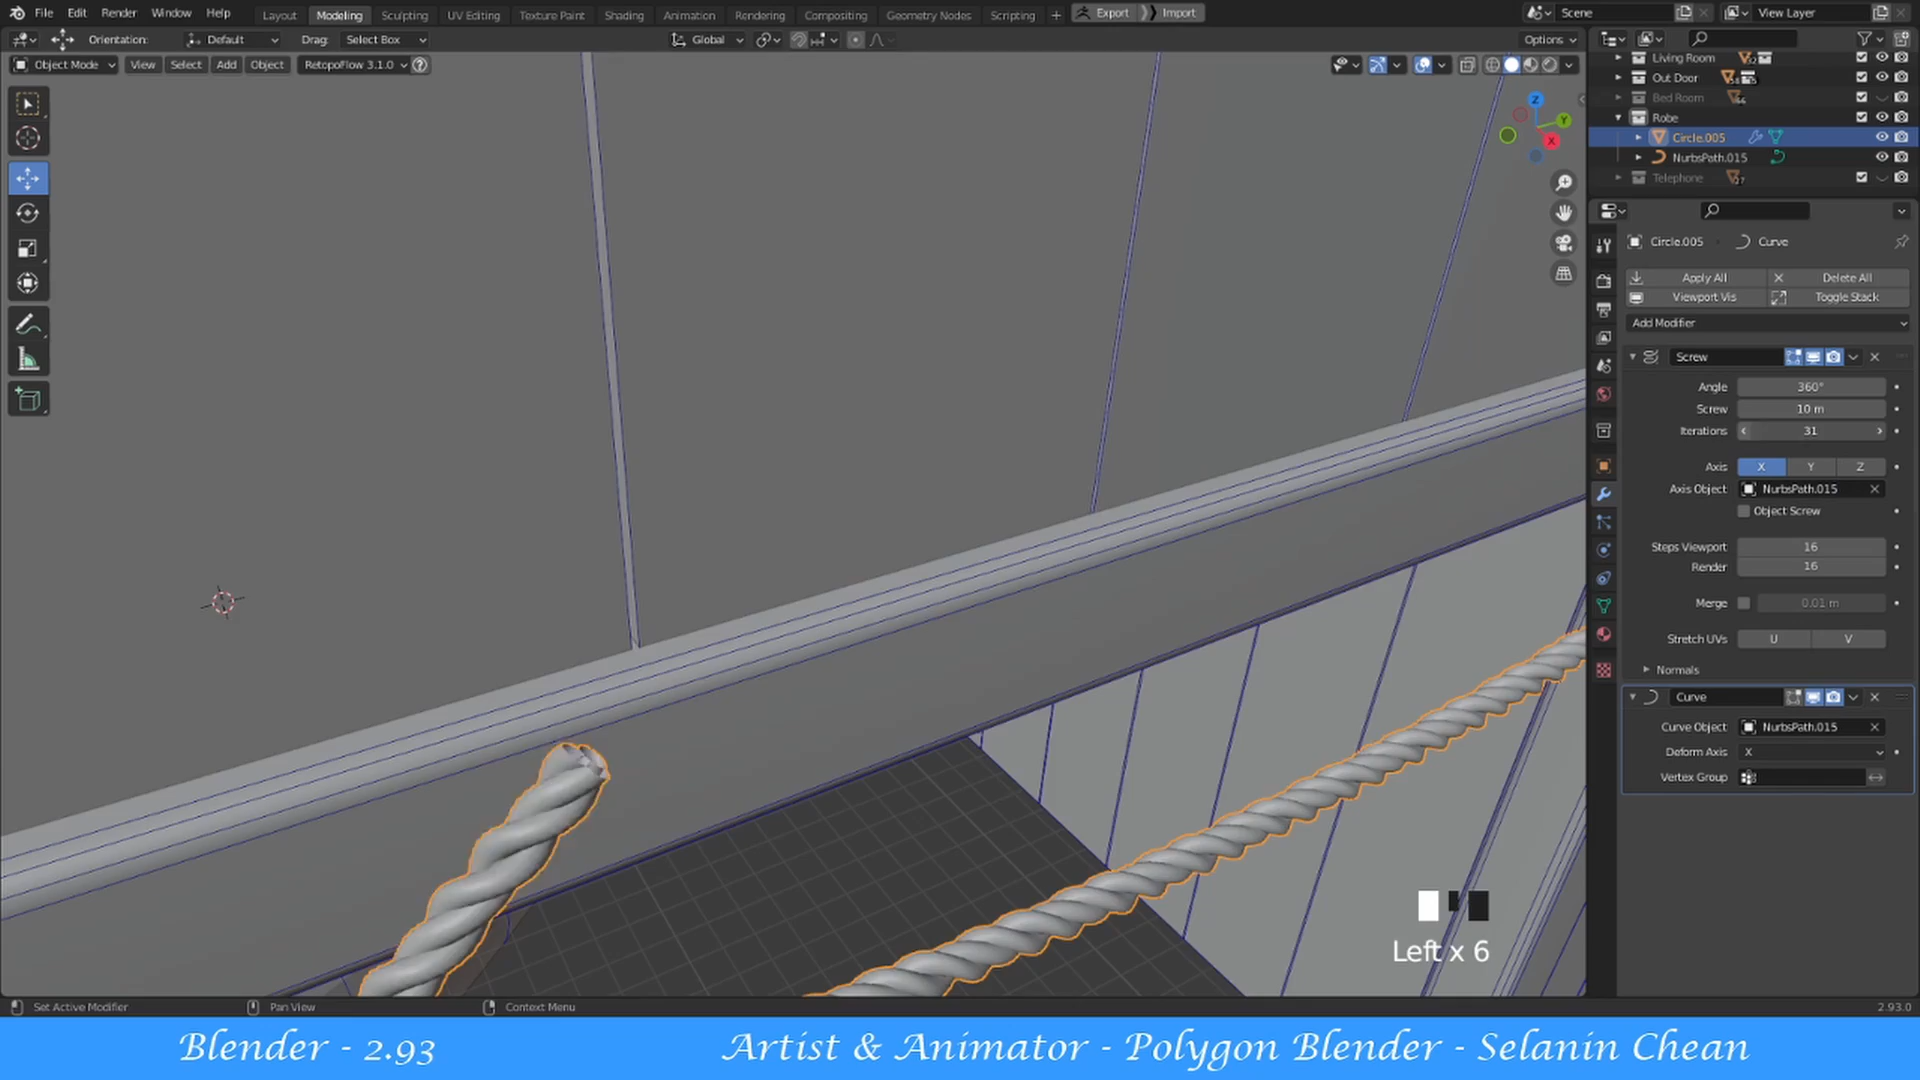 File Edit Render Window Help Layout Modeling Sculpting UV Editing Texture Paint Shading Animation Rendering Compositing Geometry Nodes Scripting + Export Import Scene View Layer
Orientation: Default Drag: Select Box Global Options
Object Mode View Select Add Object RetopoFlow 3.1.0
Living Room
Out Door
Bed Room
Robe
Circle.005
NurbsPath.015
Telephone
Z
Y
X
Circle.005 Curve
Apply All Delete All
Viewport Vis Toggle Stack
Add Modifier
Screw
Angle 360°
Screw 10 m
Iterations 31
Axis X Y Z
Axis Object NurbsPath.015
Object Screw
Steps Viewport 16
Render 16
Merge 0.01 m
Stretch UVs U V
Normals
Curve
Curve Object NurbsPath.015
Deform Axis X
Vertex Group
Left x 6
Set Active Modifier Pan View Context Menu 2.93.0
Blender - 2.93 Artist & Animator - Polygon Blender - Selanin Chean